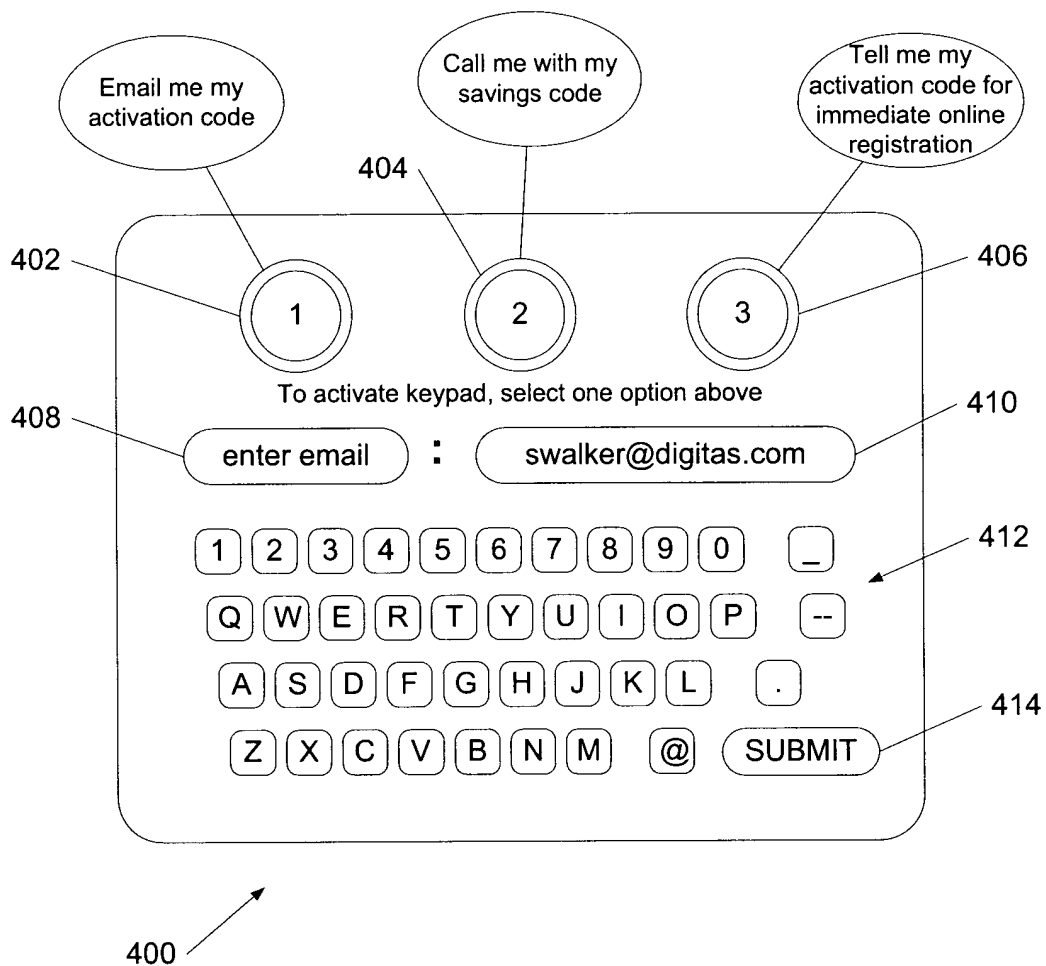 Email me my
activation code
Call me with my
savings code
Tell me my
activation code for
immediate online
registration
404
402
406
1
2
3
To activate keypad, select one option above
408
410
enter email : swalker@digitas.com
1 2 3 4 5 6 7 8 9 0 _
412
Q W E R T Y U I O P --
A S D F G H J K L .
414
Z X C V B N M @ SUBMIT
400